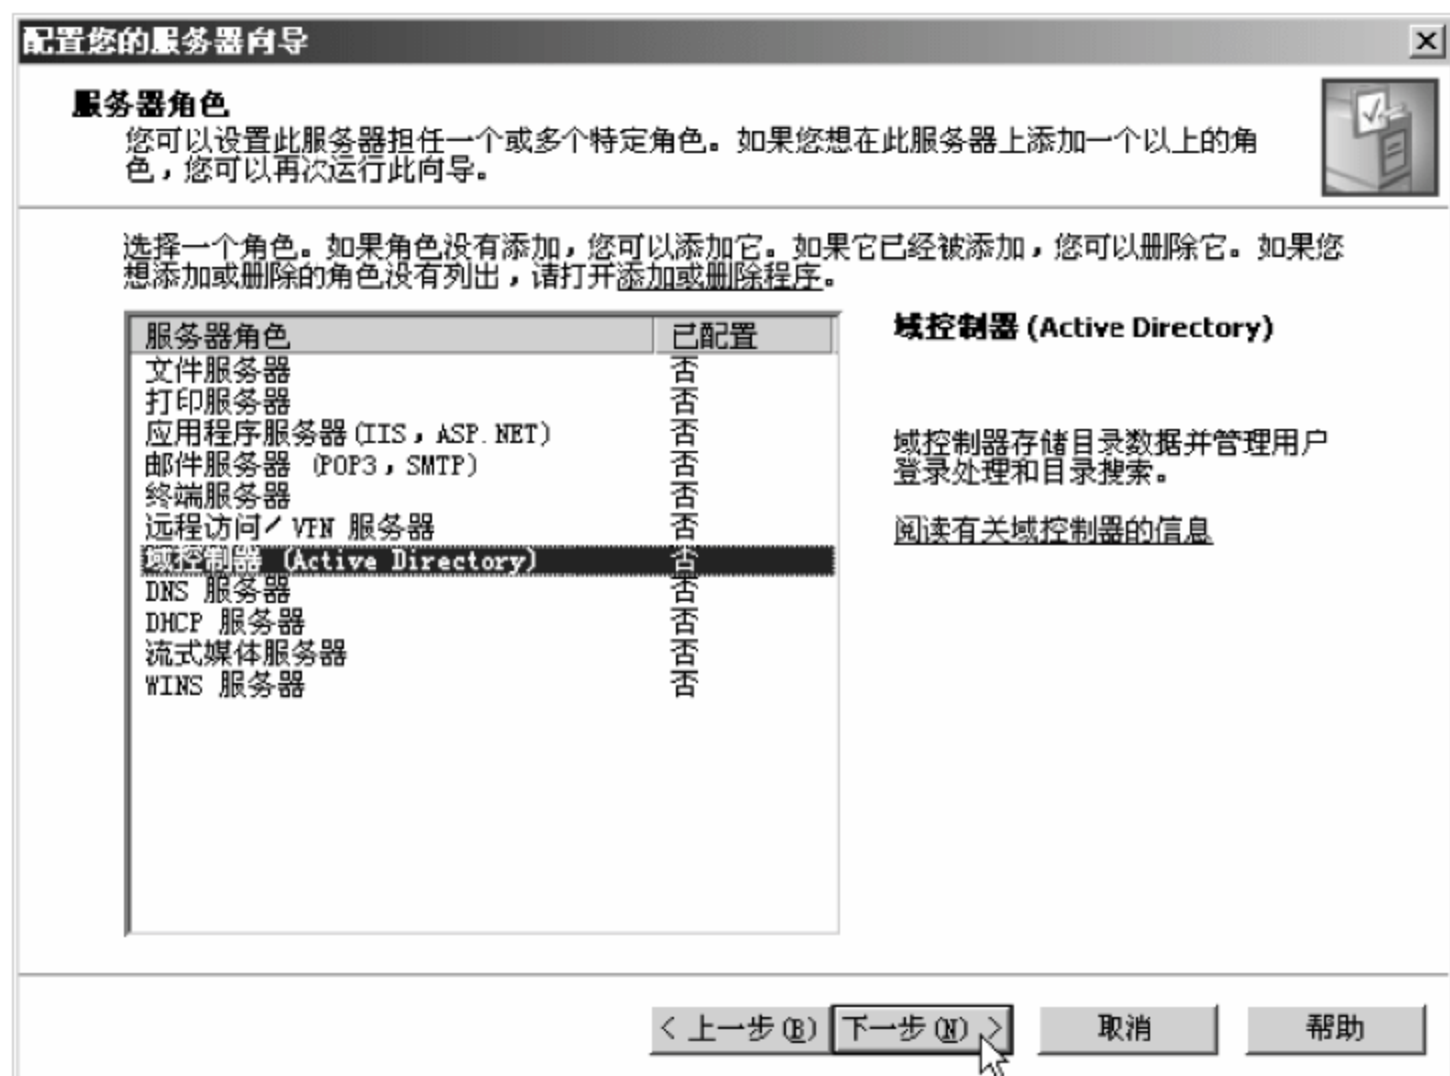 配置您的服务器向导
服务器角色
您可以设置此服务器担任一个或多个特定角色。如果您想在此服务器上添加一个以上的角
色，您可以再次运行此向导。
选择一个角色。如果角色没有添加，您可以添加它。如果它已经被添加，您可以删除它。如果您
想添加或删除的角色没有列出，请打开添加或删除程序。
服务器角色 已配置
文件服务器 否
打印服务器 否
应用程序服务器(IIS，ASP.NET) 否
邮件服务器 (POP3，SMTP) 否
终端服务器 否
远程访问/ VPN 服务器 否
域控制器 (Active Directory) 否
DNS 服务器 否
DHCP 服务器 否
流式媒体服务器 否
WINS 服务器 否
域控制器 (Active Directory)
域控制器存储目录数据并管理用户
登录处理和目录搜索。
阅读有关域控制器的信息
< 上一步(B) 下一步(N) > 取消 帮助